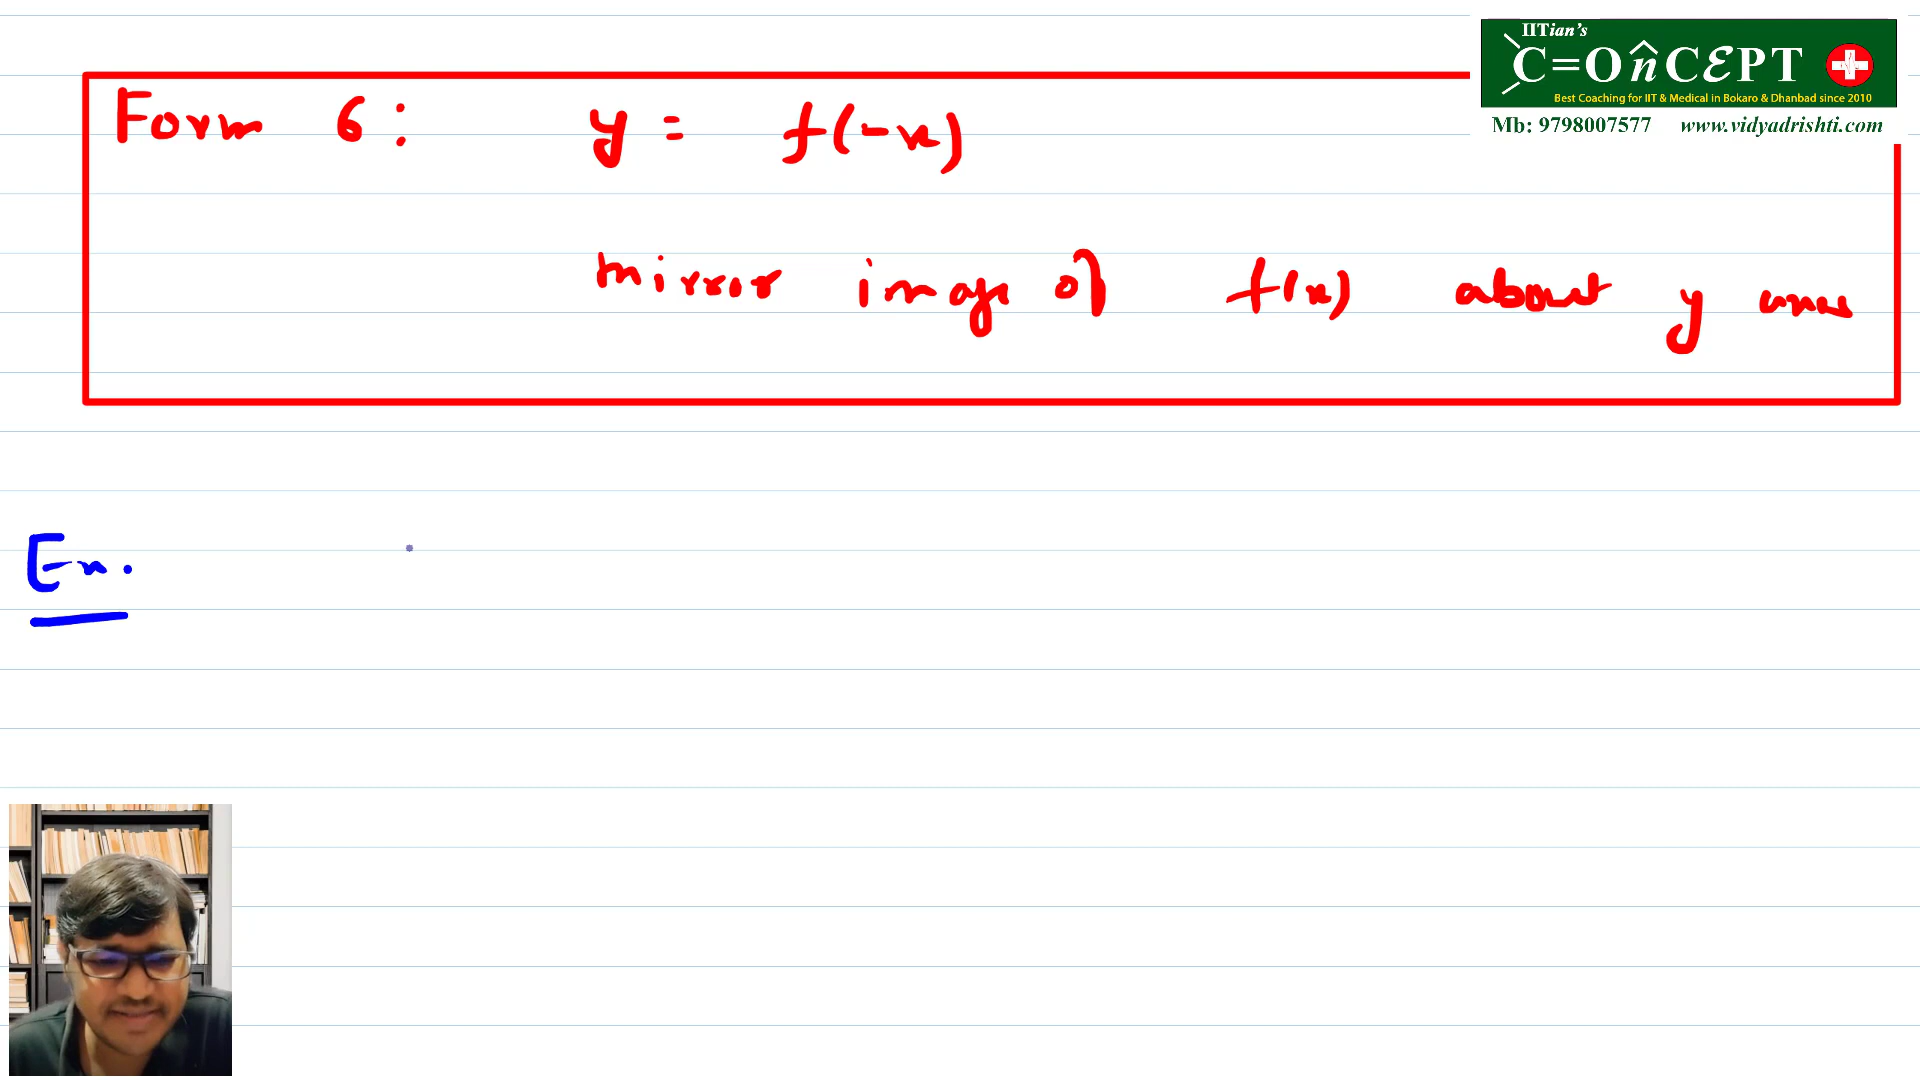 IITian's
C=OnCEPT
Best Coaching for IIT & Medical in Bokaro & Dhanbad since 2010
Mb: 9798007577 www.vidyadrishti.com
Form 6: y = f(-x)
mirror image of f(x) about y axis
Ex.